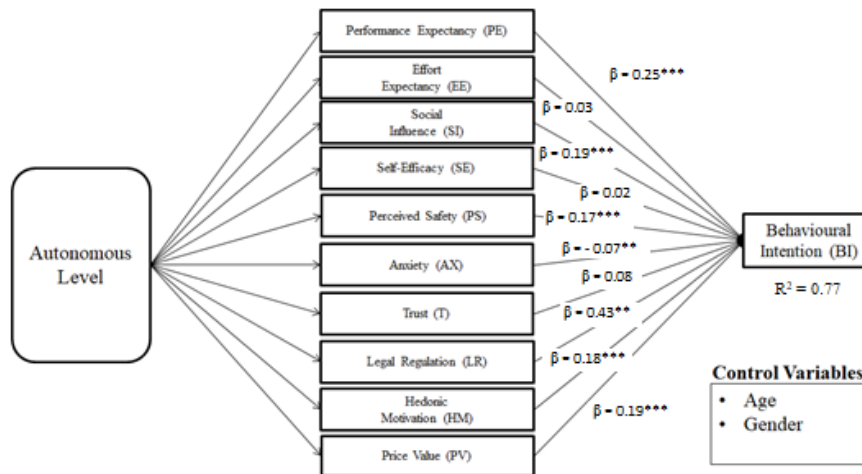 Performance Expectancy (PE)
Effort
Expectancy (EE)
Social
Influence (SI)
Self-Efficacy (SE)
Perceived Safety (PS)
Anxiety (AX)
Trust (T)
Legal Regulation (LR)
Hedonic
Motivation (HM)
Price Value (PV)
Autonomous
Level
β = 0.25***
β = 0.03
β = 0.19***
β = 0.02
β = 0.17***
β = - 0.07**
β = 0.08
β = 0.43**
β = 0.18***
β = 0.19***
Behavioural
Intention (BI)
R² = 0.77
Control Variables
• Age
• Gender